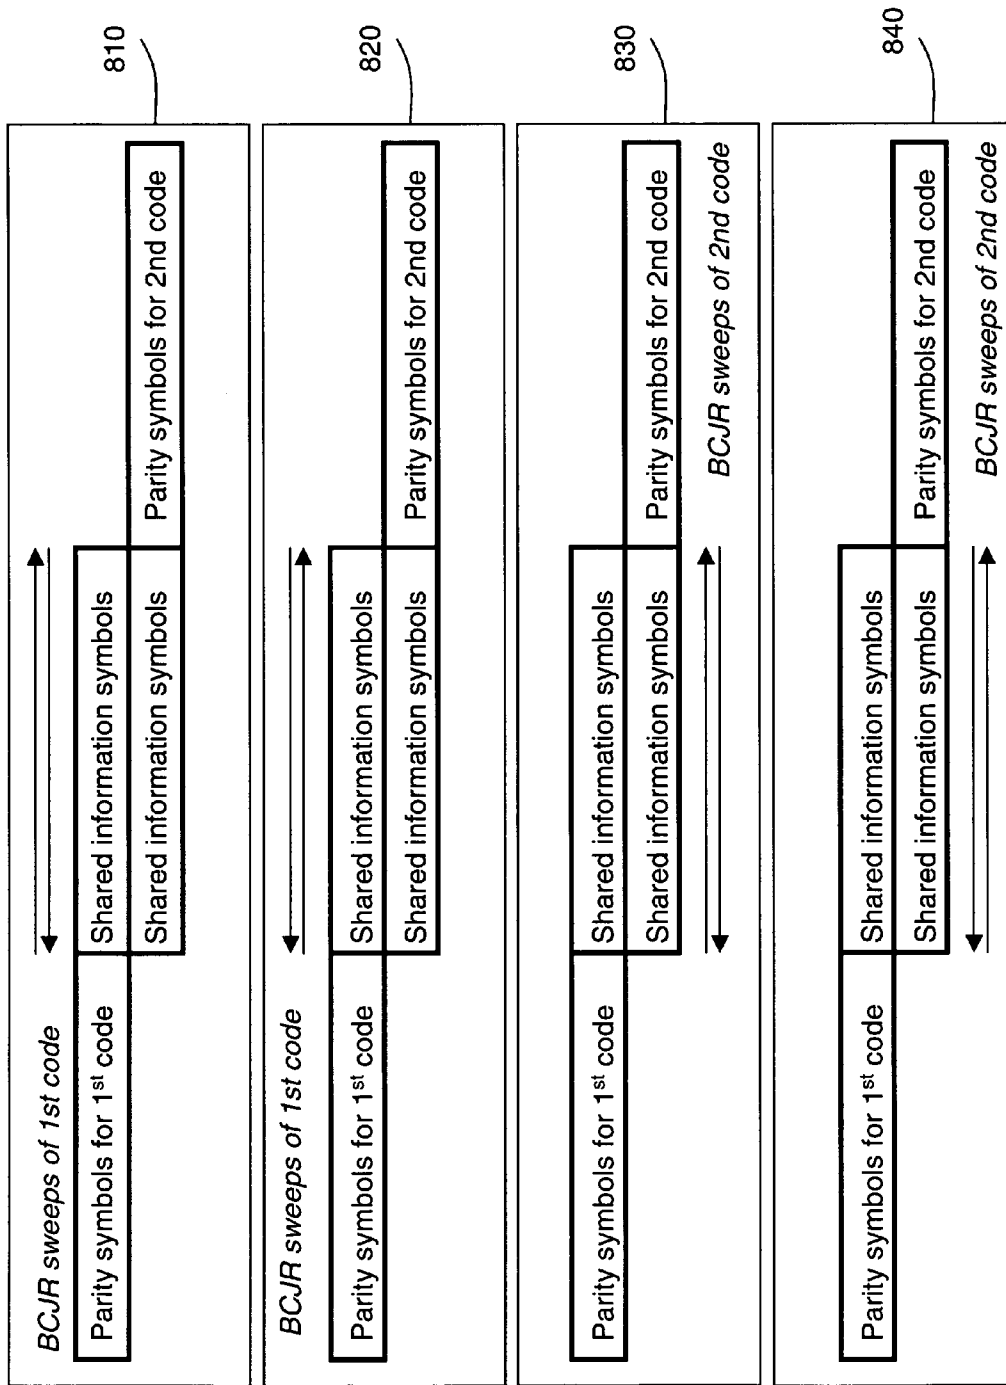 810
BCJR sweeps of 1st code
Parity symbols for 1st code
Shared information symbols
Shared information symbols
Parity symbols for 2nd code
820
BCJR sweeps of 1st code
Parity symbols for 1st code
Shared information symbols
Shared information symbols
Parity symbols for 2nd code
830
Parity symbols for 1st code
Shared information symbols
Shared information symbols
Parity symbols for 2nd code
BCJR sweeps of 2nd code
840
Parity symbols for 1st code
Shared information symbols
Shared information symbols
Parity symbols for 2nd code
BCJR sweeps of 2nd code